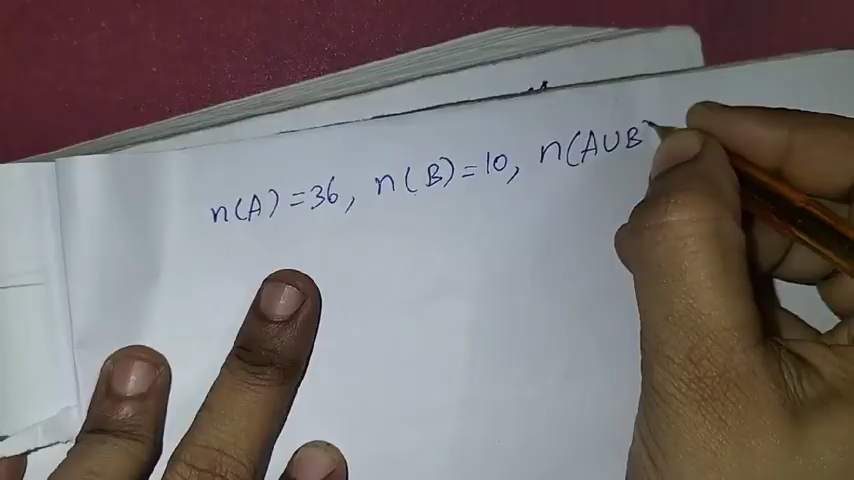 n(A) = 36, n(B) = 10, n(A∪B)